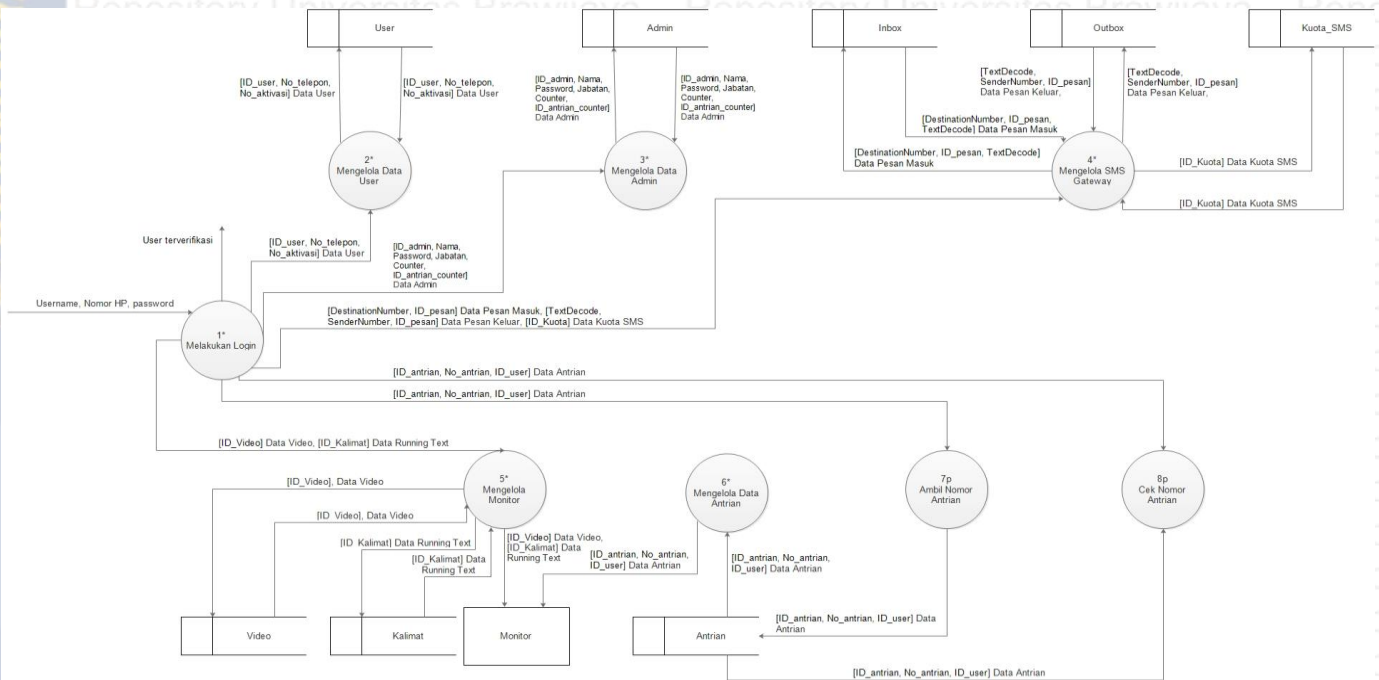 Repository Universitas Brawijaya
Repository Universitas Brawijaya
Repo
User
Admin
Inbox
Outbox
Kuota_SMS
[ID_user, No_telepon,
No_aktivasi] Data User
[ID_user, No_telepon,
No_aktivasi] Data User
[ID_admin, Nama,
Password, Jabatan,
Counter,
ID_antrian_counter]
Data Admin
[ID_admin, Nama,
Password, Jabatan,
Counter,
ID_antrian_counter]
Data Admin
[TextDecode,
SenderNumber, ID_pesan]
Data Pesan Keluar,
[TextDecode,
SenderNumber, ID_pesan]
Data Pesan Keluar,
[DestinationNumber, ID_pesan,
TextDecode] Data Pesan Masuk
[DestinationNumber, ID_pesan, TextDecode]
Data Pesan Masuk
2*
Mengelola Data
User
3*
Mengelola Data
Admin
4*
Mengelola SMS
Gateway
[ID_Kuota] Data Kuota SMS
[ID_Kuota] Data Kuota SMS
User terverifikasi
[ID_user, No_telepon,
No_aktivasi] Data User
[ID_admin, Nama,
Password, Jabatan,
Counter,
ID_antrian_counter]
Data Admin
Username, Nomor HP, password
[DestinationNumber, ID_pesan] Data Pesan Masuk, [TextDecode,
SenderNumber, ID_pesan] Data Pesan Keluar, [ID_Kuota] Data Kuota SMS
1*
Melakukan Login
[ID_antrian, No_antrian, ID_user] Data Antrian
[ID_antrian, No_antrian, ID_user] Data Antrian
[ID_Video] Data Video, [ID_Kalimat] Data Running Text
5*
Mengelola
Monitor
6*
Mengelola Data
Antrian
7p
Ambil Nomor
Antrian
8p
Cek Nomor
Antrian
[ID_Video], Data Video
[ID_Video], Data Video
[ID_Kalimat] Data Running Text
[ID_Kalimat] Data
Running Text
[ID_Video] Data Video,
[ID_Kalimat] Data
Running Text
[ID_antrian, No_antrian,
ID_user] Data Antrian
[ID_antrian, No_antrian,
ID_user] Data Antrian
[ID_antrian, No_antrian, ID_user] Data
Antrian
Video
Kalimat
Monitor
Antrian
[ID_antrian, No_antrian, ID_user] Data Antrian